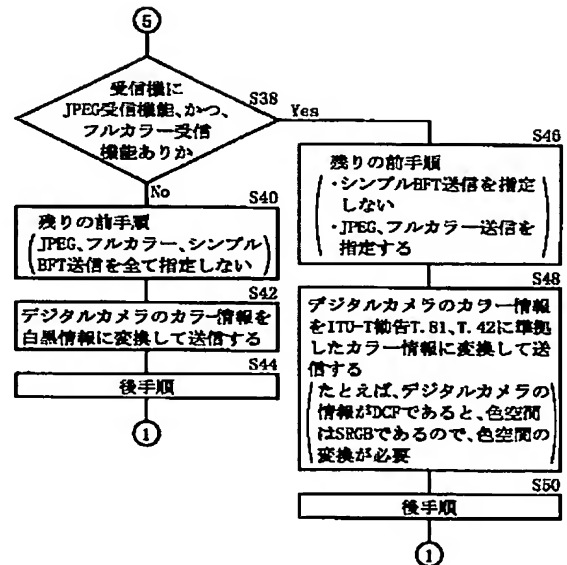 ⑤
受信機に
JPEG受信機能、かつ、
フルカラー受信
機能ありか
S38
Yes
No
S40
残りの前手順
(JPEG、フルカラー、シンプル
BFT送信を全て指定しない)
S42
デジタルカメラのカラー情報を
白黒情報に変換して送信する
S44
後手順
①
S46
残りの前手順
(・シンプルBFT送信を指定
しない
・JPEG、フルカラー送信を
指定する)
S48
デジタルカメラのカラー情報
をITU-T勧告T.81、T.42に準拠
したカラー情報に変換して送
信する
(たとえば、デジタルカメラの
情報がDCFであると、色空間
はSRGBであるので、色空間の
変換が必要)
S50
後手順
①